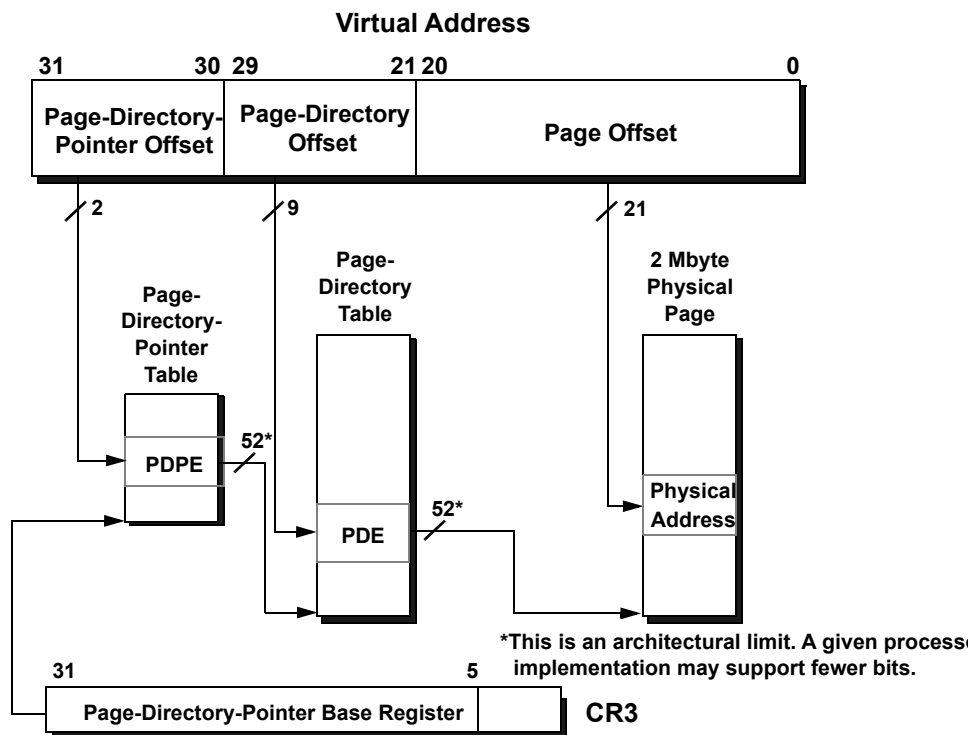 Virtual Address
31 30 29 21 20 0
Page-Directory-
Pointer Offset
Page-Directory
Offset
Page Offset
2 9 21
Page-
Directory-
Pointer
Table
Page-
Directory
Table
2 Mbyte
Physical
Page
PDPE
52*
PDE
52*
Physical
Address
*This is an architectural limit. A given process
implementation may support fewer bits.
31 5
Page-Directory-Pointer Base Register
CR3